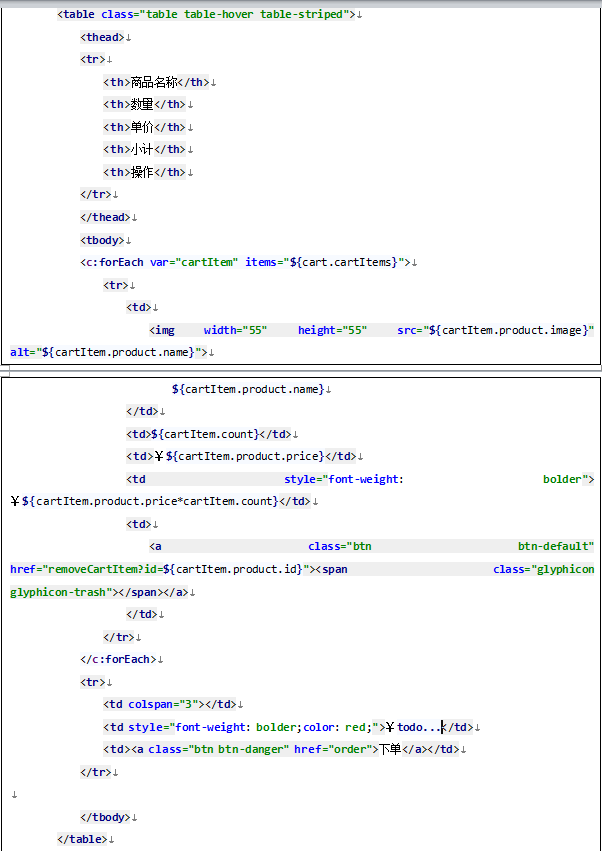 <table class="table table-hover table-striped">↓
<thead>↓
<tr>↓
<th>商品名称</th>↓
<th>数量</th>↓
<th>单价</th>↓
<th>小计</th>↓
<th>操作</th>↓
</tr>↓
</thead>↓
<tbody>↓
<c:forEach var="cartItem" items="${cart.cartItems}">↓
<tr>↓
<td>↓
<img width="55" height="55" src="${cartItem.product.image}"
alt="${cartItem.product.name}">↓
${cartItem.product.name}↓
</td>↓
<td>${cartItem.count}</td>↓
<td>￥${cartItem.product.price}</td>↓
<td style="font-weight: bolder">
￥${cartItem.product.price*cartItem.count}</td>↓
<td>↓
<a class="btn btn-default"
href="removeCartItem?id=${cartItem.product.id}"><span class="glyphicon
glyphicon-trash"></span></a>↓
</td>↓
</tr>↓
</c:forEach>↓
<tr>↓
<td colspan="3"></td>↓
<td style="font-weight: bolder;color: red;">￥todo...</td>↓
<td><a class="btn btn-danger" href="order">下单</a></td>↓
</tr>↓
↓
</tbody>↓
</table>↓